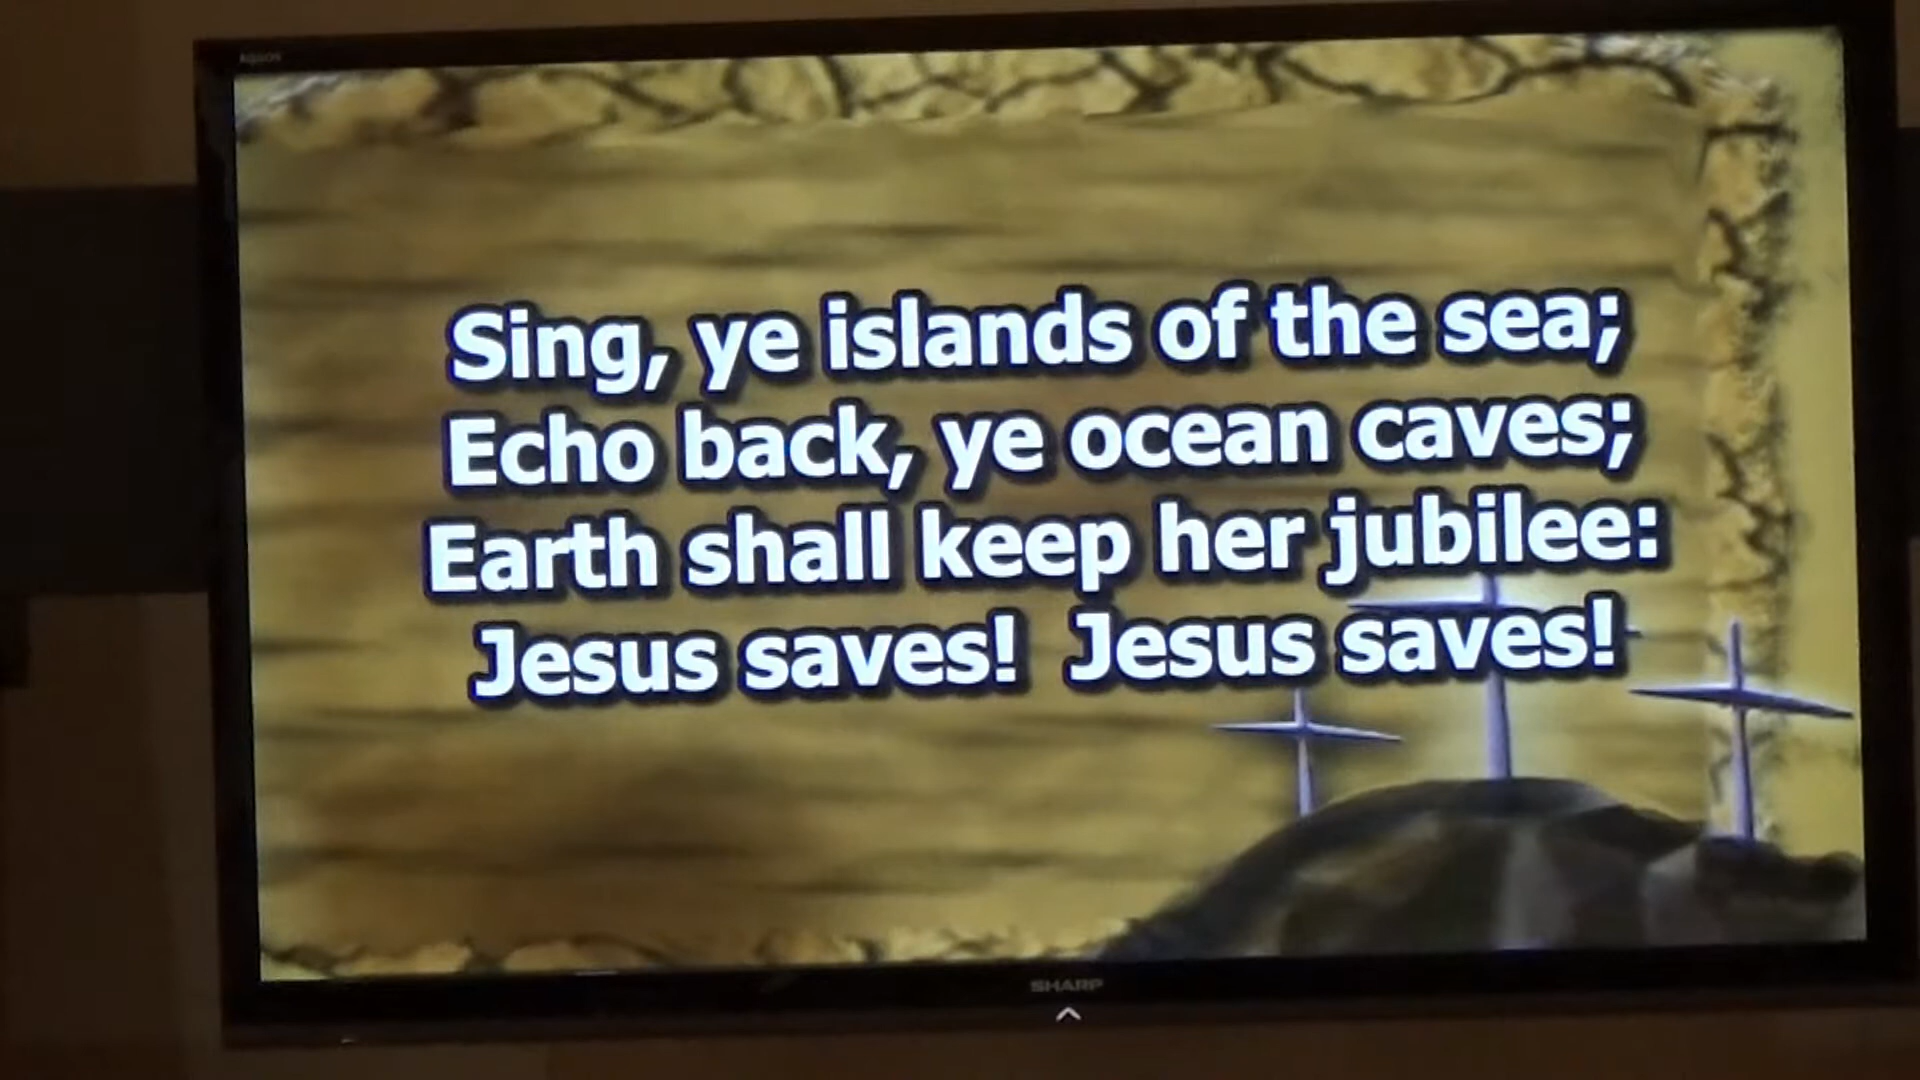 AQUOS
Sing, ye islands of the sea;
Echo back, ye ocean caves;
Earth shall keep her jubilee:
Jesus saves!  Jesus saves!
SHARP